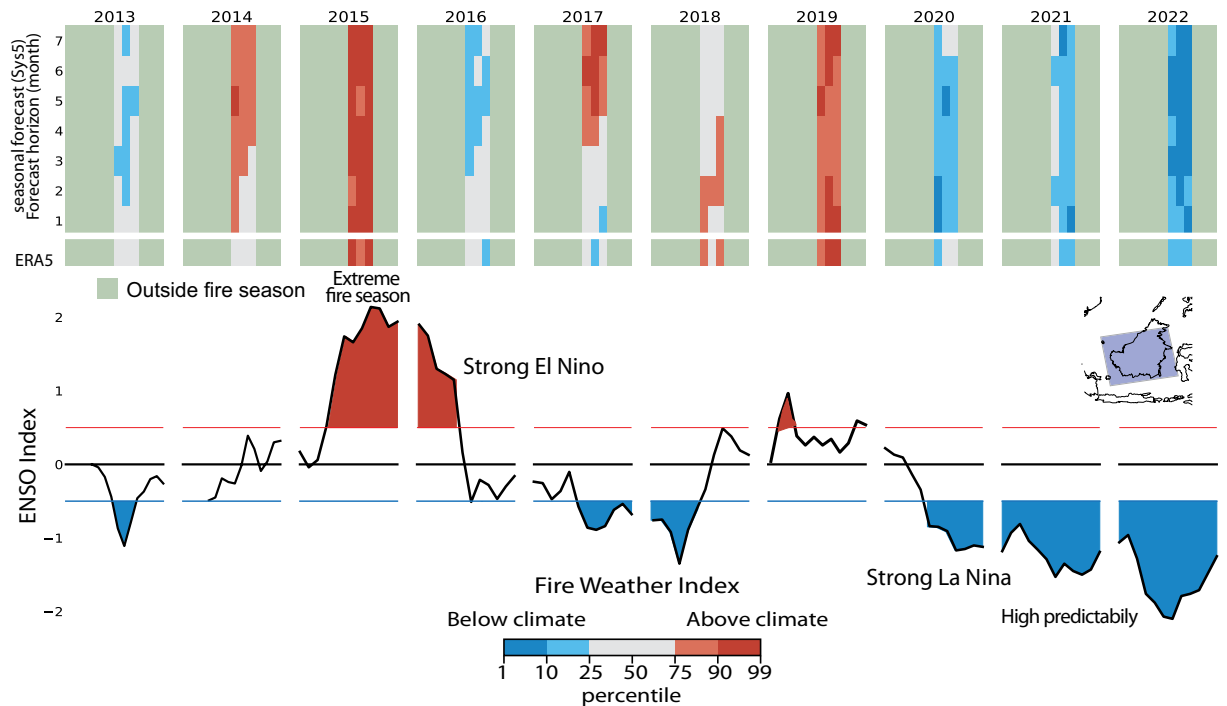 2013 2014 2015 2016 2017 2018 2019 2020 2021 2022
seasonal forecast (Sys5)
Forecast horizon (month)
7
6
5
4
3
2
1
ERA5
Outside fire season
Extreme
fire season
ENSO Index
2
1
0
−1
−2
Strong El Nino
Fire Weather Index
Strong La Nina
High predictabily
Below climate Above climate
1 10 25 50 75 90 99
percentile